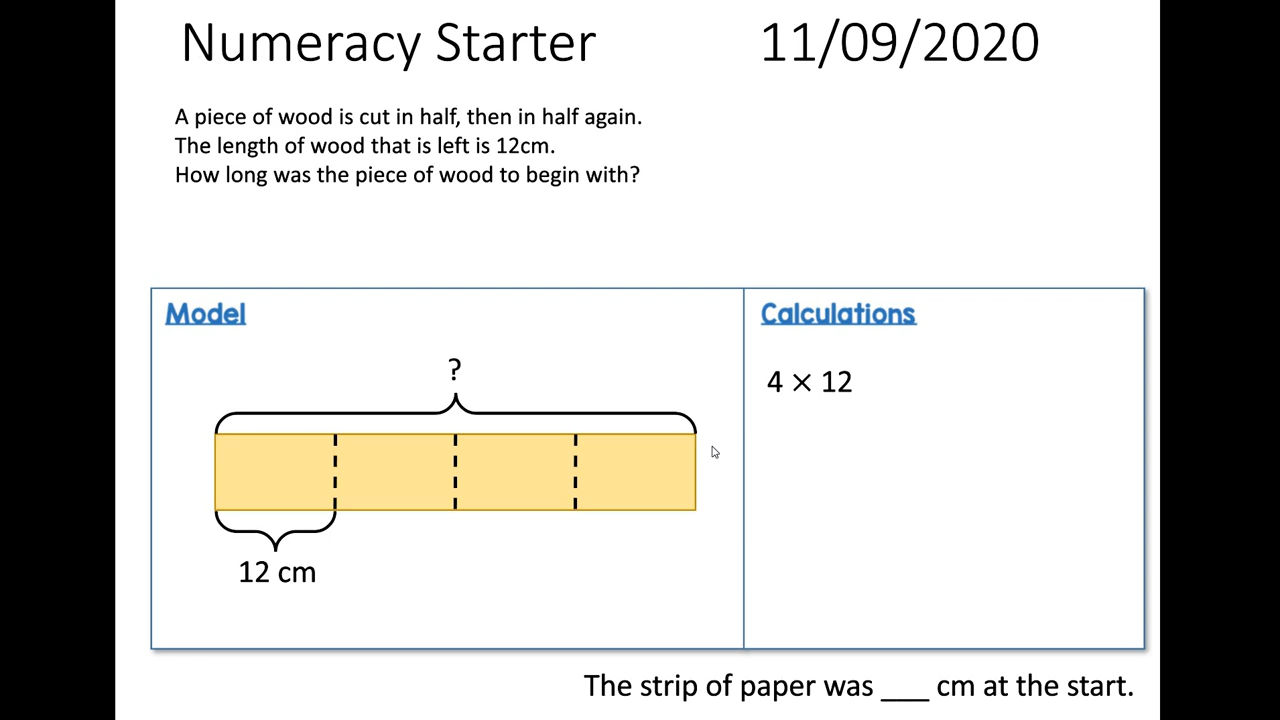 Numeracy Starter 11/09/2020
A piece of wood is cut in half, then in half again.
The length of wood that is left is 12cm.
How long was the piece of wood to begin with?
Model
Calculations
?
4 × 12
12 cm
The strip of paper was ___ cm at the start.